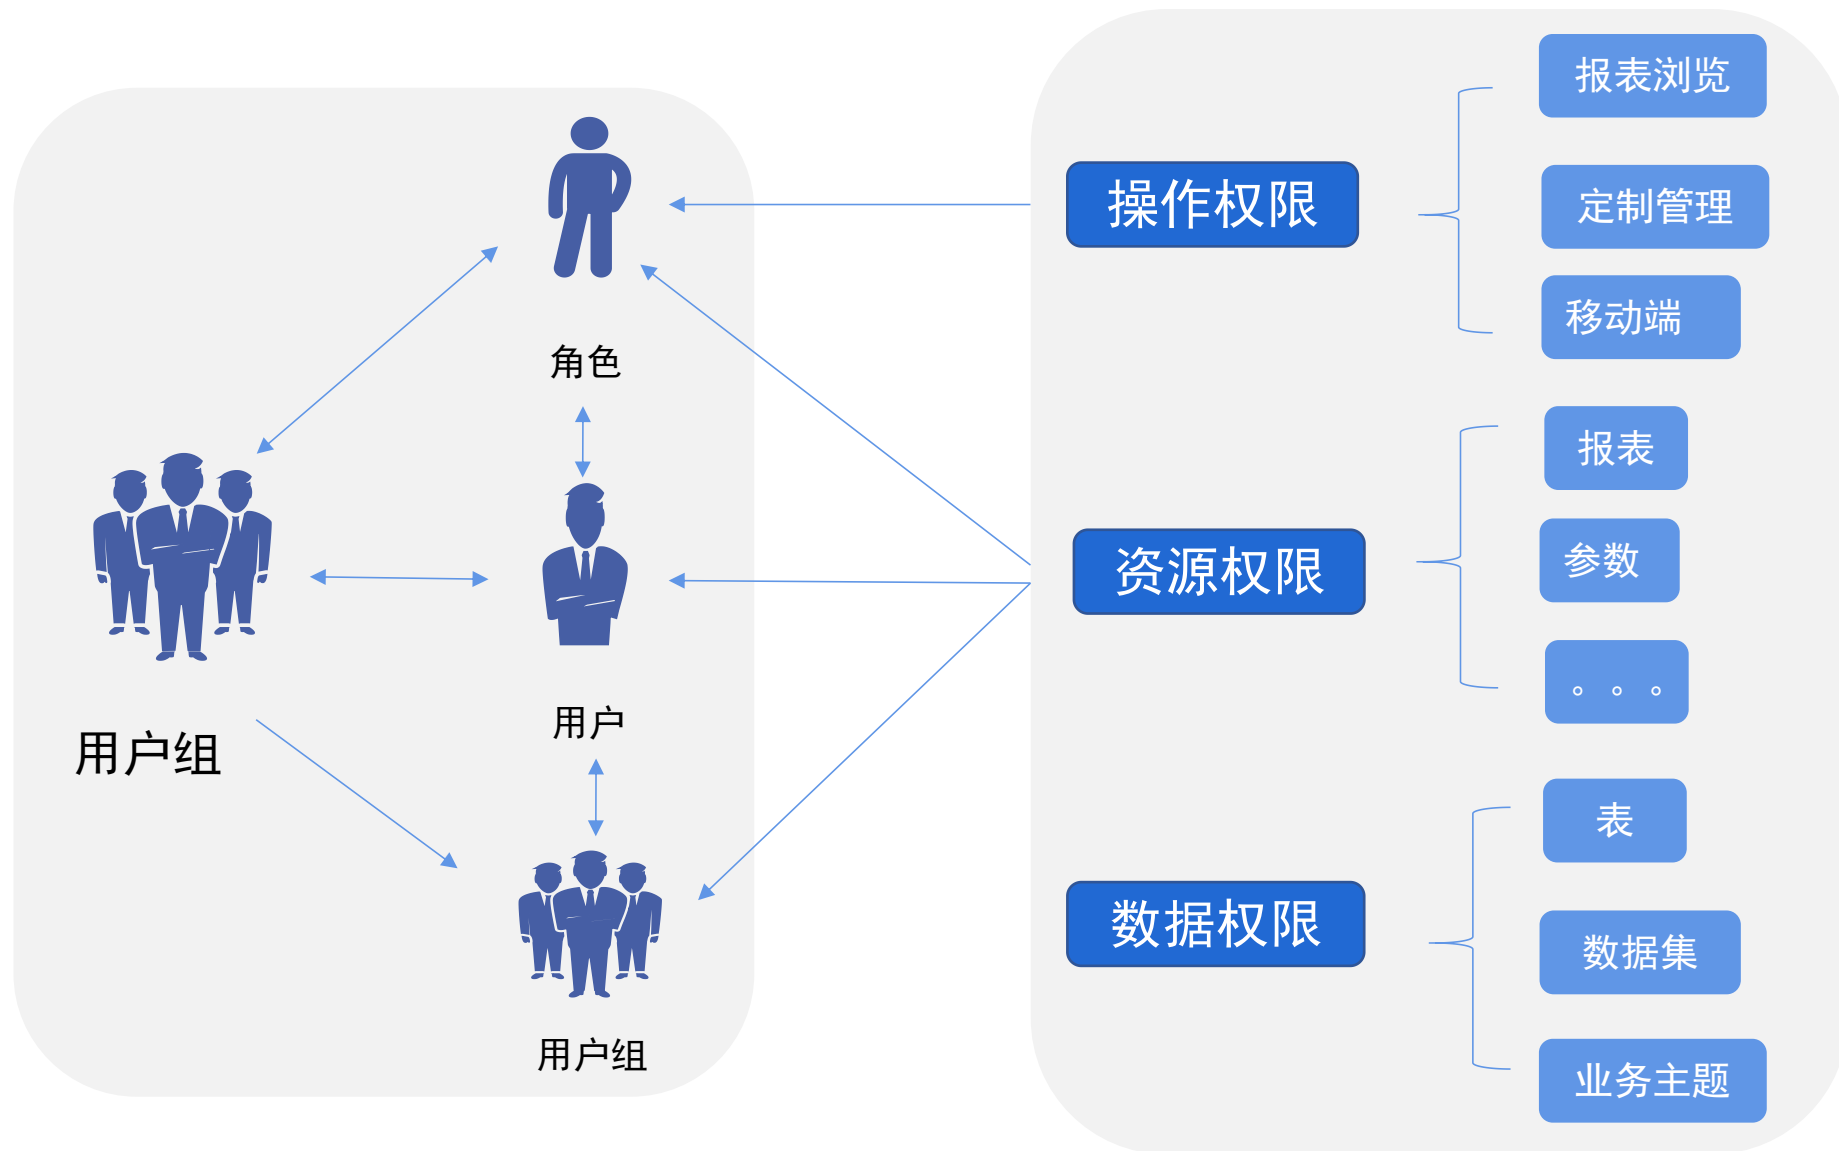 角色
用户组
用户
用户组
操作权限
报表浏览
定制管理
移动端
资源权限
报表
参数
。。。
数据权限
表
数据集
业务主题